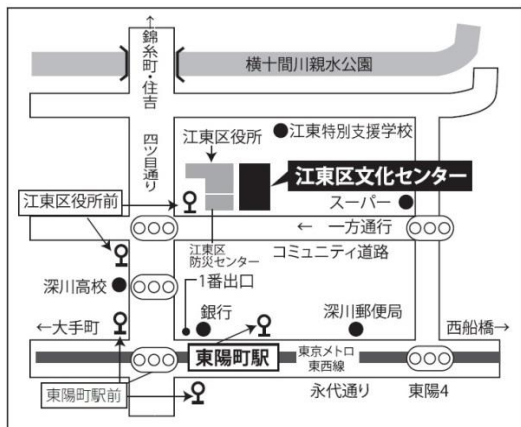 ↑錦糸町・住吉
横十間川親水公園
四ツ目通り
江東区役所
江東特別支援学校
江東区文化センター
スーパー
江東区役所前
← 一方通行
江東区
防災センター
コミュニティ道路
深川高校
1番出口
銀行
深川郵便局
←大手町
西船橋→
東陽町駅
東京メトロ
東西線
東陽町駅前
永代通り
東陽4